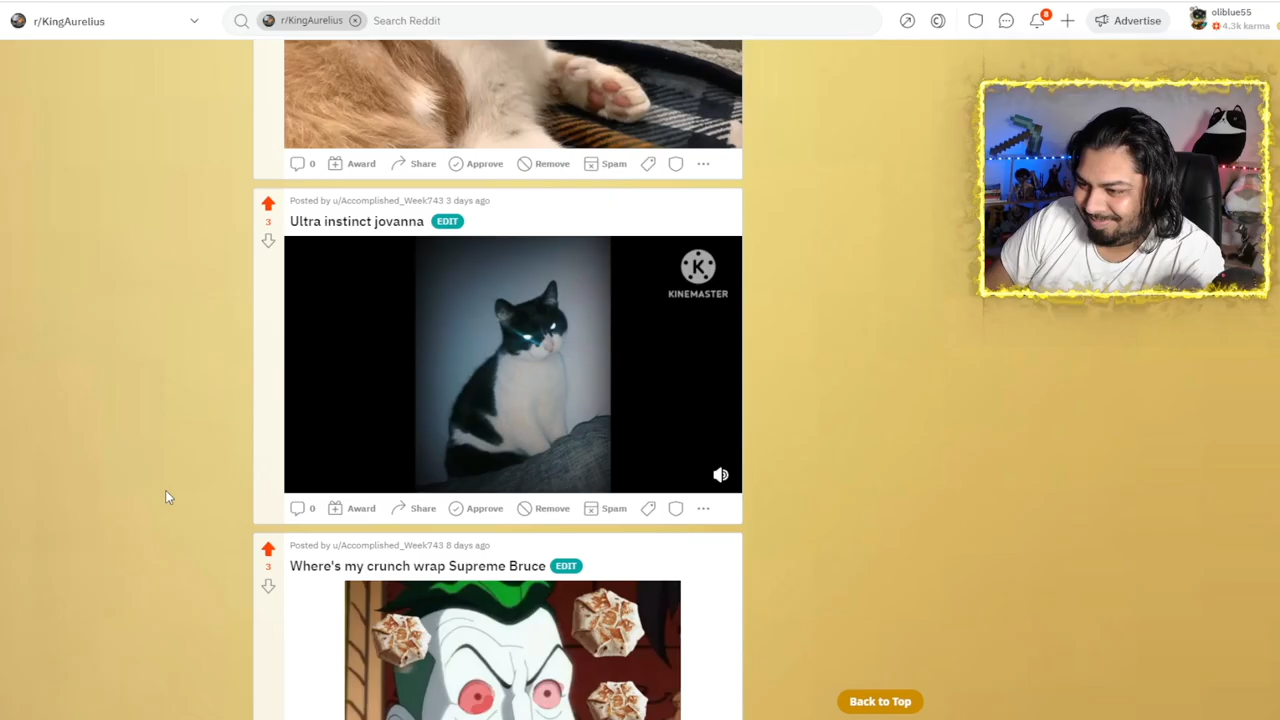 r/KingAurelius
r/KingAurelius Search Reddit
8
Advertise
oliblue55
4.3k karma
0 Award Share Approve Remove Spam
3
Posted by u/Accomplished_Week743 3 days ago
Ultra instinct jovanna EDIT
K
KINEMASTER
0 Award Share Approve Remove Spam
3
Posted by u/Accomplished_Week743 8 days ago
Where's my crunch wrap Supreme Bruce EDIT
Back to Top